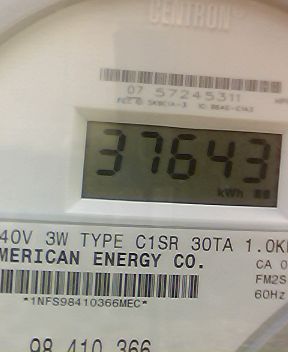 CENTRON
07 57245311
37643
kWh
40V 3W TYPE C1SR 30TA 1.0K
MERICAN ENERGY CO.
CA 0
FM2S
*1NFS98410366MEC*
60Hz
98 410 366